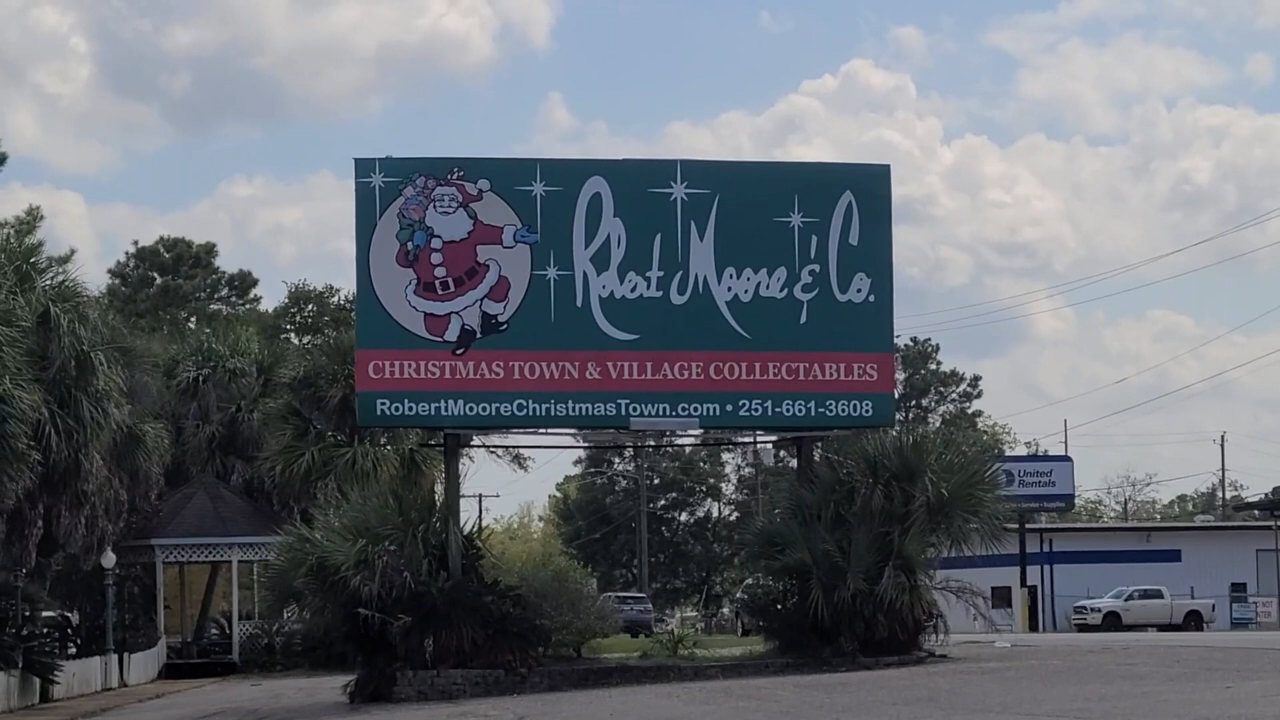 Robert Moore & Co.
CHRISTMAS TOWN & VILLAGE COLLECTABLES
RobertMooreChristmasTown.com • 251-661-3608
United
Rentals